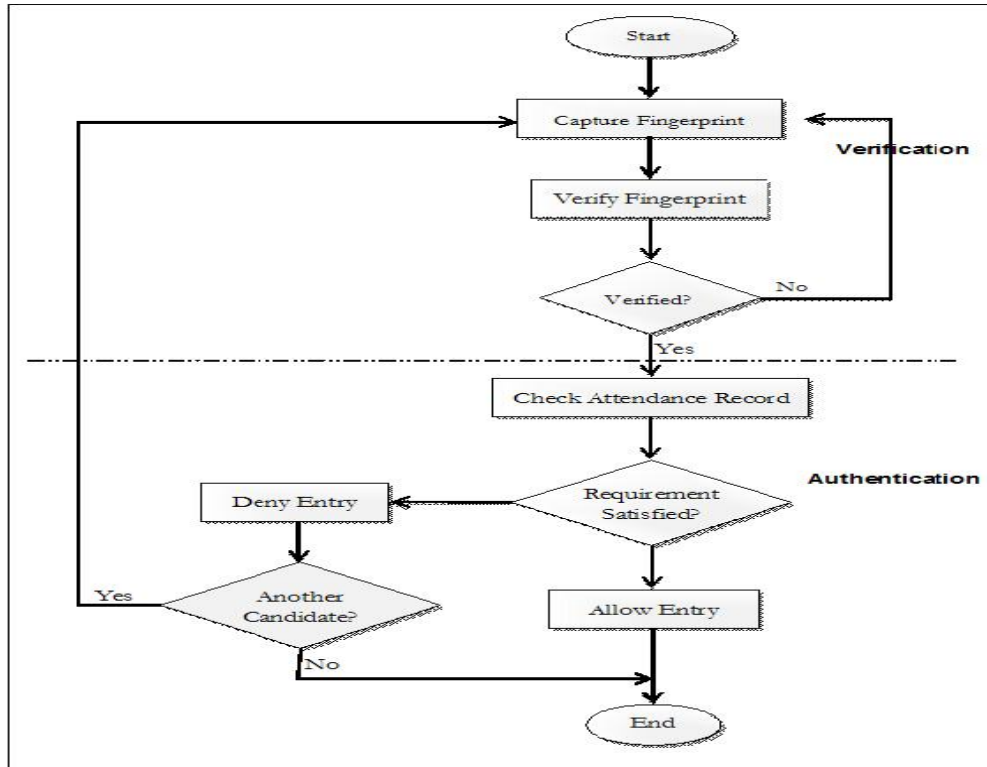 Start
Capture Fingerprint
Verification
Verify Fingerprint
Verified?
No
Yes
Check Attendance Record
Authentication
Requirement
Satisfied?
Deny Entry
Another
Candidate?
Yes
Allow Entry
No
End